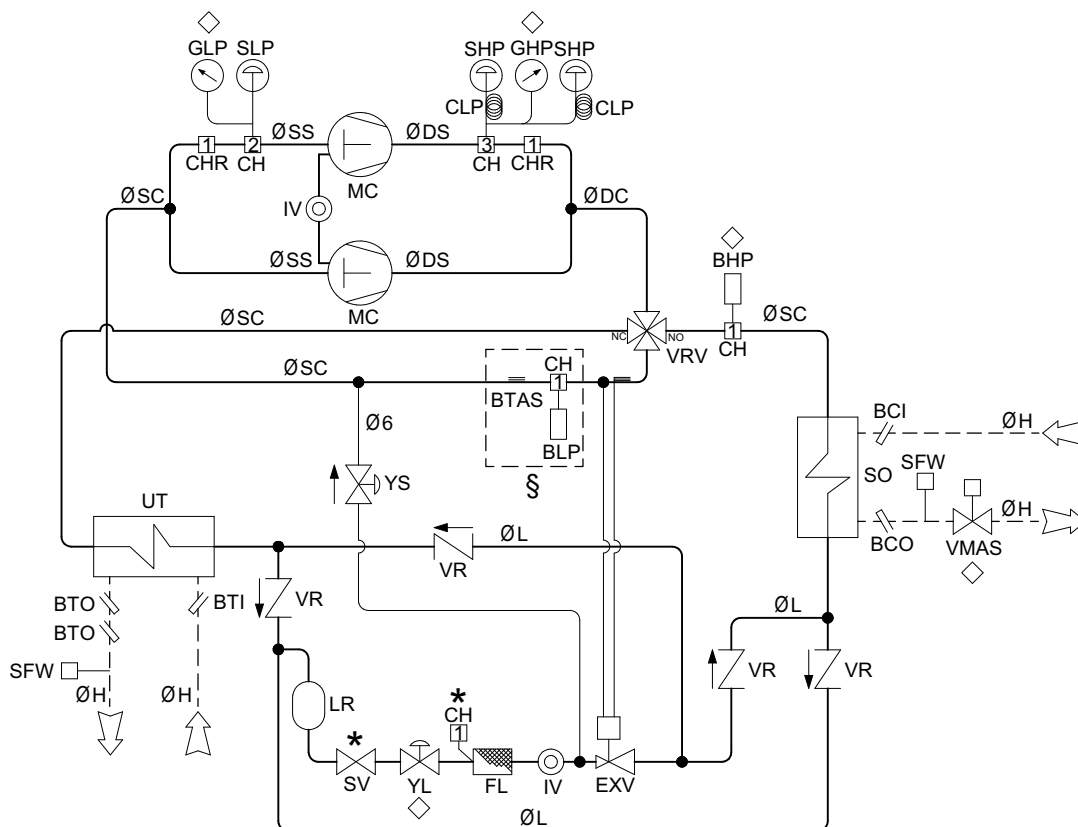 GLP SLP SHP GHP SHP
CLP CLP
ØSS ØDS
1 2 3 1
CHR CH MC CH CHR
ØSC IV ØDC
ØSS ØDS BHP
MC
ØSC NC NO VRV 1 ØSC
CH
ØSC CH
1
BTAS
Ø6 BLP BCI ØH
YS § SO SFW
UT ØH
ØL BCO VMAS
VR
BTO BTI VR ØL
BTO
SFW VR VR
ØH ØH LR *
* CH
1
SV YL FL IV EXV
ØL